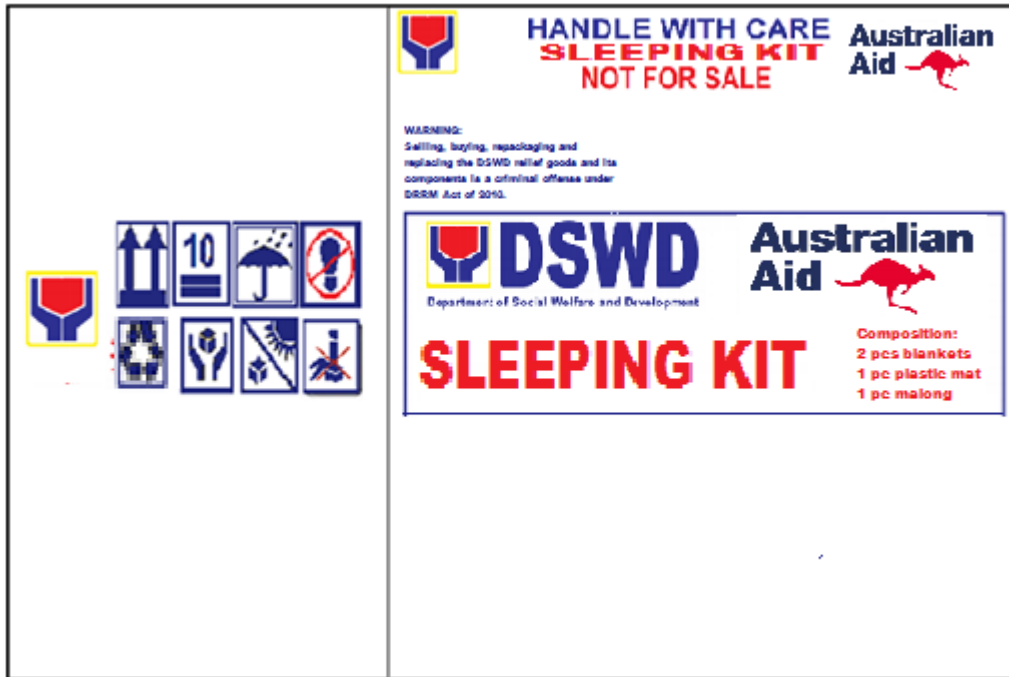 10
HANDLE WITH CARE
SLEEPING KIT
NOT FOR SALE
Australian
Aid
WARNING:
Selling, buying, repackaging and
replacing the DSWD relief goods and its
components is a criminal offense under
DRRM Act of 2010.
DSWD
Department of Social Welfare and Development
Australian
Aid
SLEEPING KIT
Composition:
2 pcs blankets
1 pc plastic mat
1 pc malong